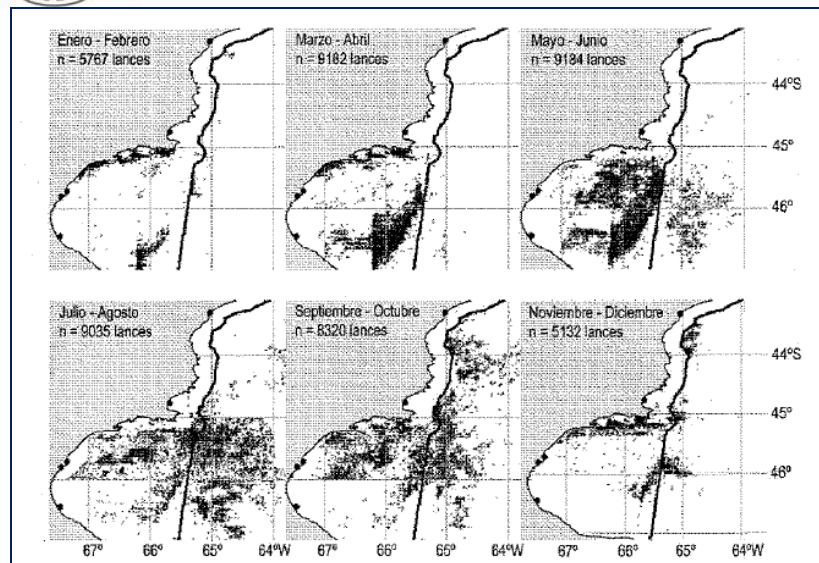 Enero - Febrero
n = 5767 lances
Marzo - Abril
n = 9182 lances
Mayo - Junio
n = 9184 lances
44ºS
45º
46º
Julio - Agosto
n = 9035 lances
Septiembre - Octubre
n = 8320 lances
Noviembre - Diciembre
n = 5132 lances
44ºS
45º
46º
67º 66º 65º 64ºW 67º 66º 65º 64ºW 67º 66º 65º 64ºW